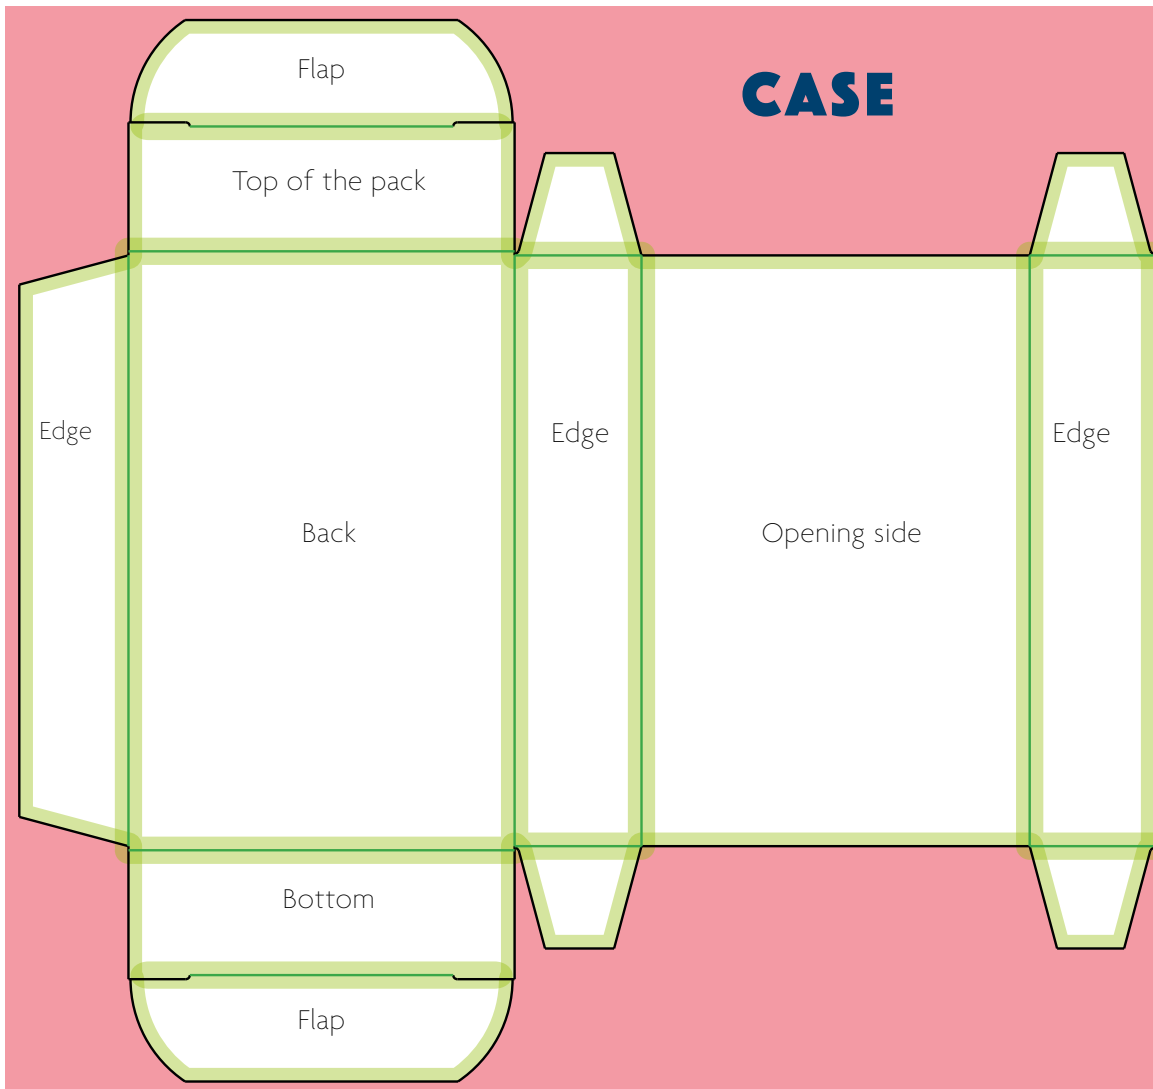 Flap
CASE
Top of the pack
Edge
Edge
Edge
Back
Opening side
Bottom
Flap